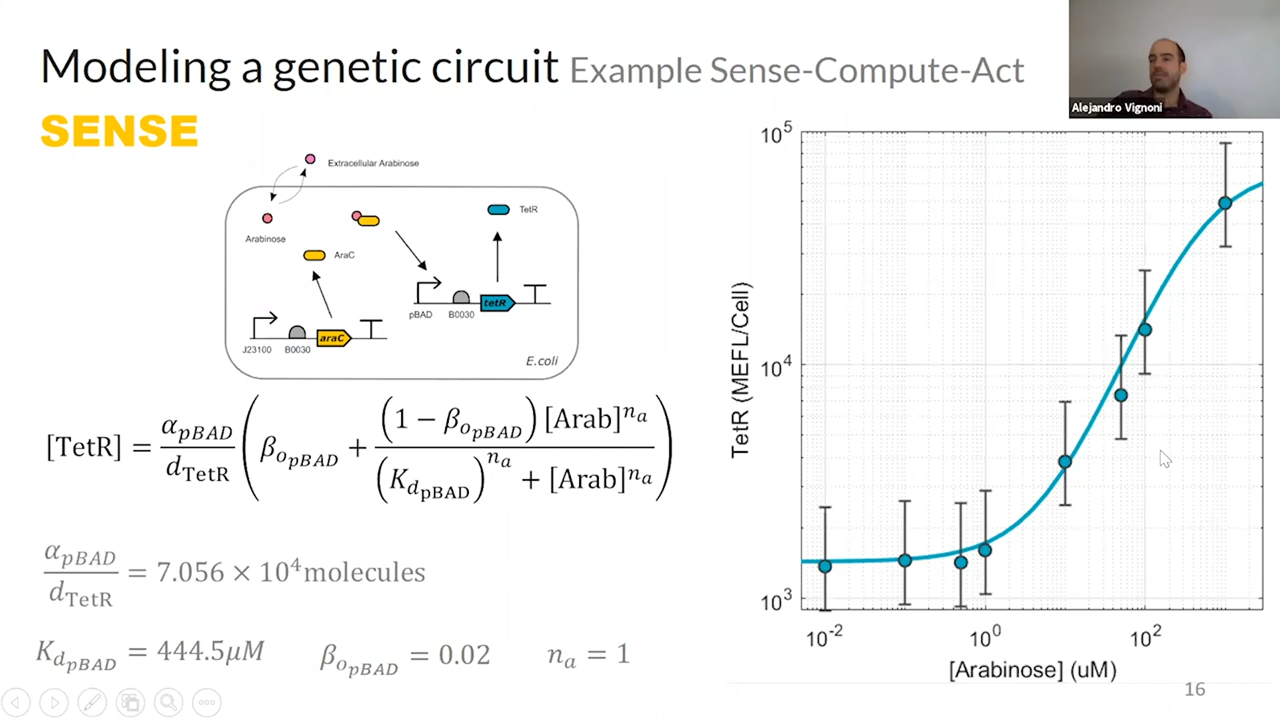 Modeling a genetic circuit Example Sense-Compute-Act
Alejandro Vignoni
SENSE
Extracellular Arabinose
Arabinose
AraC
TetR
J23100 B0030 araC
pBAD B0030 tetR
E.coli
[TetR] = α_pBAD / d_TetR ( β_o_pBAD + (1 − β_o_pBAD) [Arab]^n_a / ( (K_d_pBAD)^n_a + [Arab]^n_a ) )
α_pBAD / d_TetR = 7.056 × 10^4 molecules
K_d_pBAD = 444.5μM β_o_pBAD = 0.02 n_a = 1
TetR (MEFL/Cell)
10^5
10^4
10^3
10^-2 10^0 10^2
[Arabinose] (uM)
16